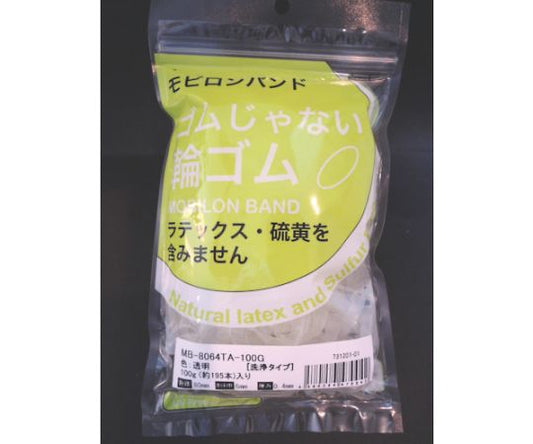 モビロンバンド
ゴムじゃない
輪ゴム
MOBILON BAND
ラテックス・硫黄を
含みません
Natural latex and Sulfur
MB-8064TA-100G
色:透明 [洗浄タイプ]
100g(約195本)入り